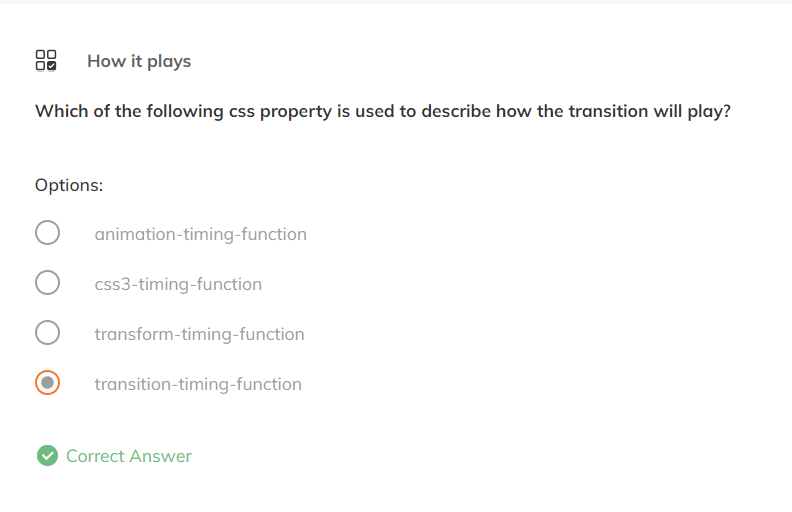 How it plays
Which of the following css property is used to describe how the transition will play?
Options:
animation-timing-function
css3-timing-function
transform-timing-function
transition-timing-function
Correct Answer